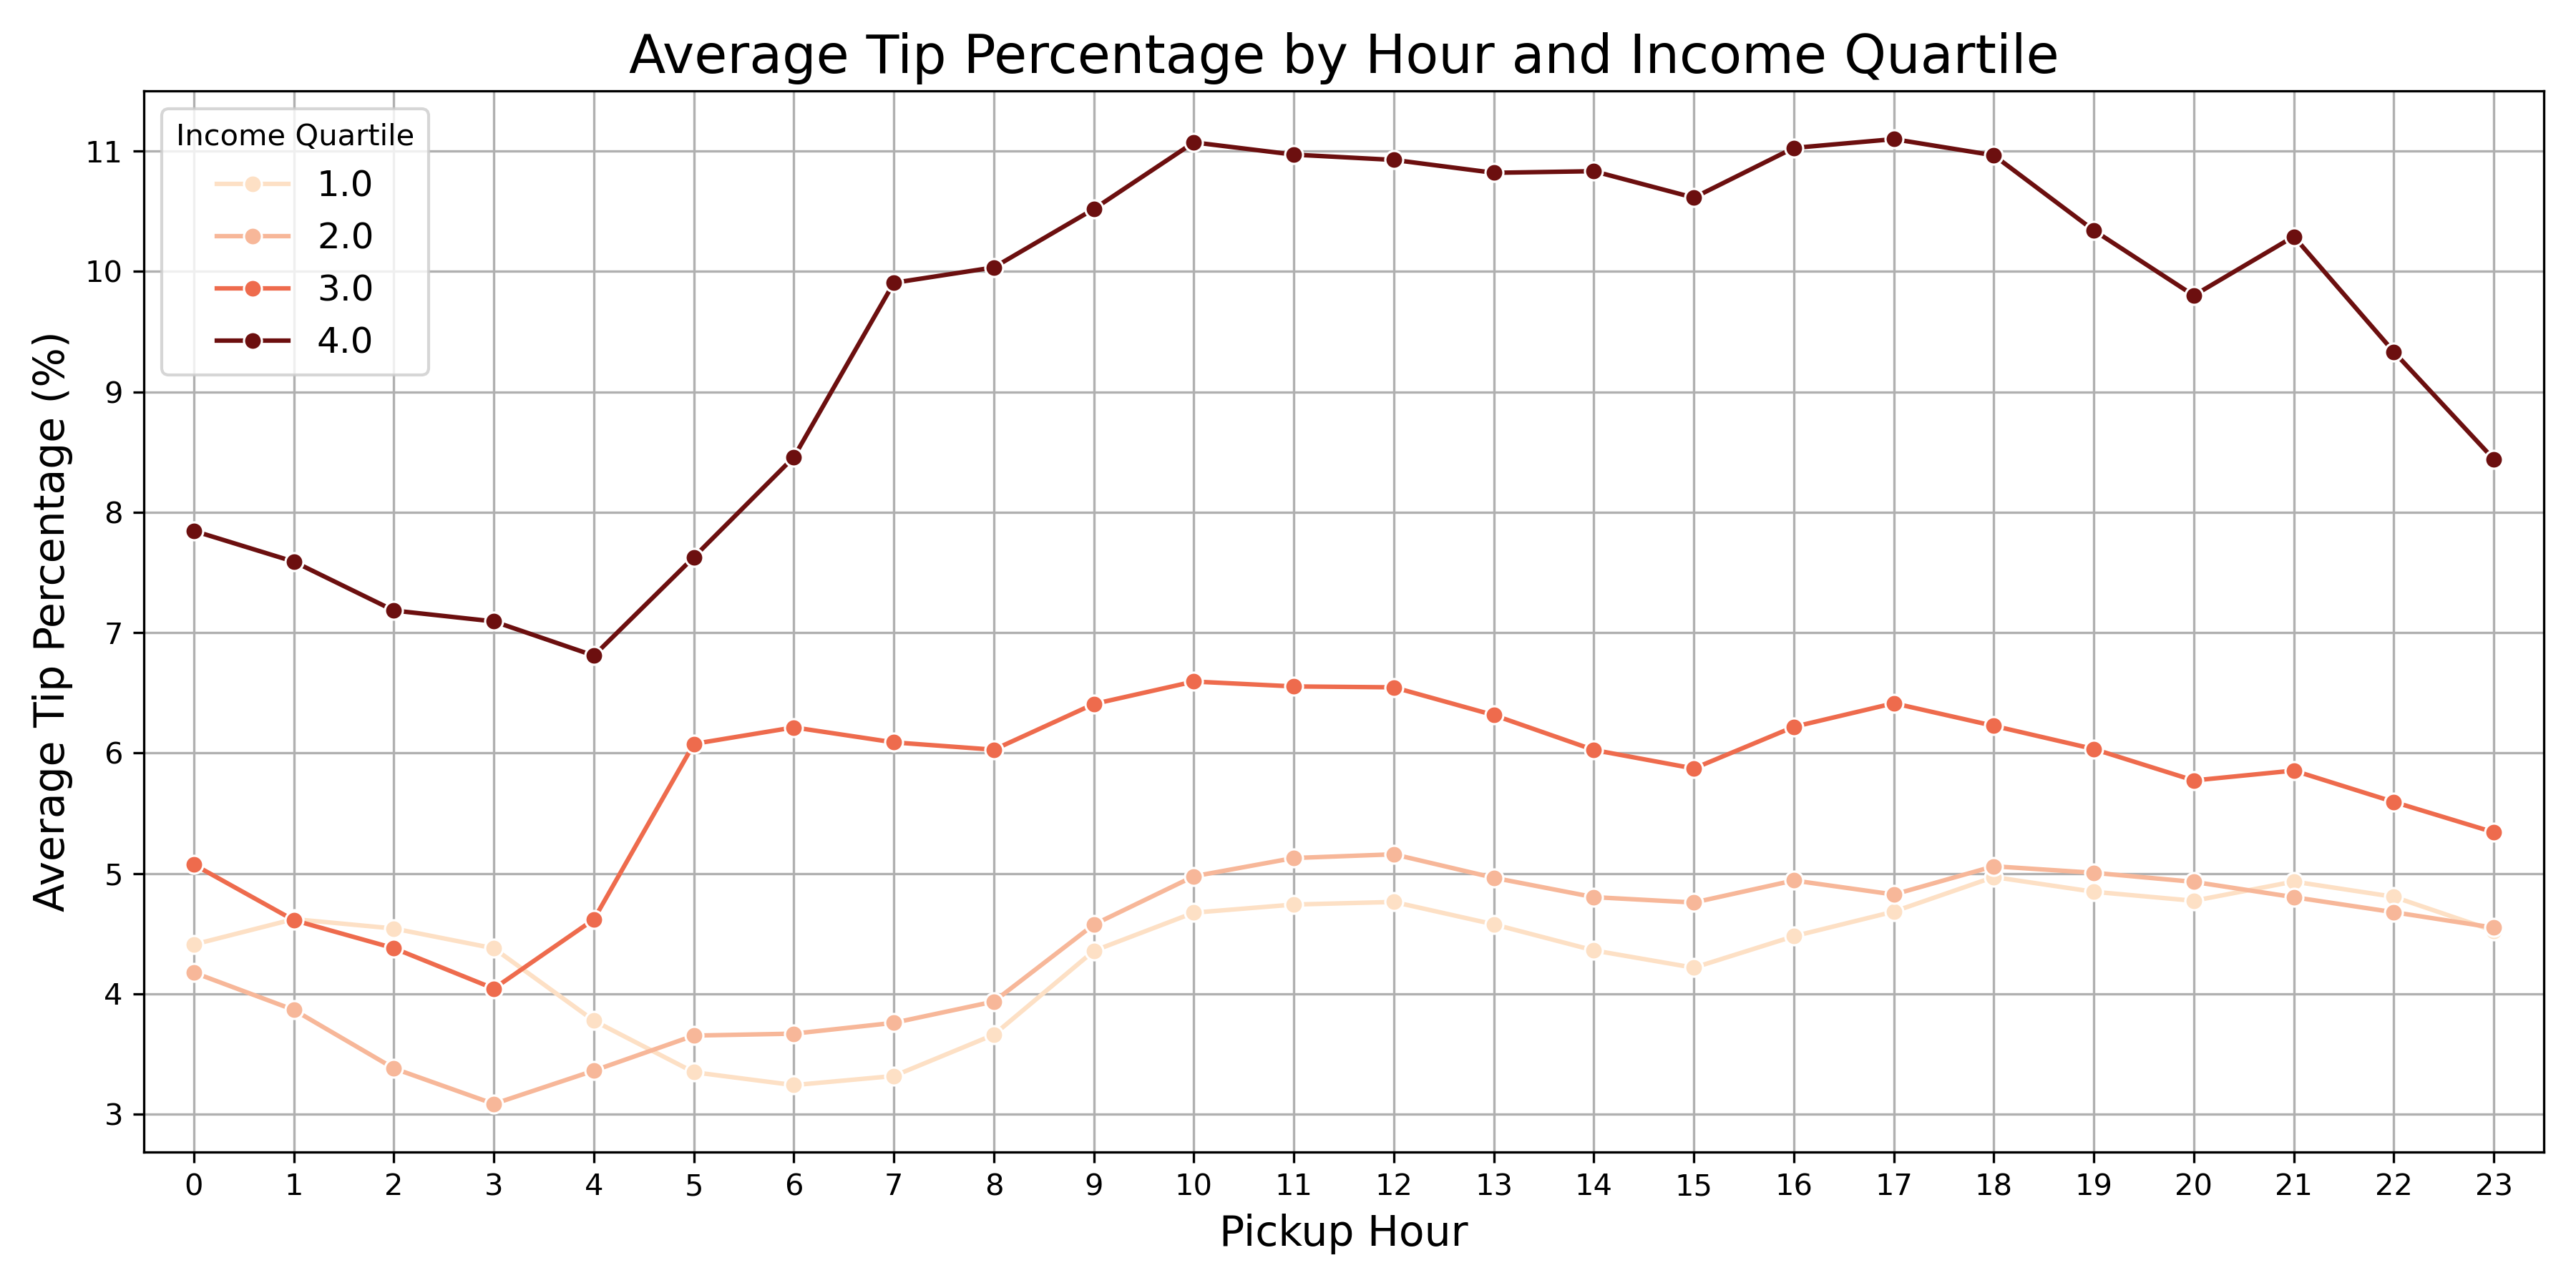 Average Tip Percentage by Hour and Income Quartile
Income Quartile
1.0
2.0
3.0
4.0
Average Tip Percentage (%)
11
10
9
8
7
6
5
4
3
0 1 2 3 4 5 6 7 8 9 10 11 12 13 14 15 16 17 18 19 20 21 22 23
Pickup Hour